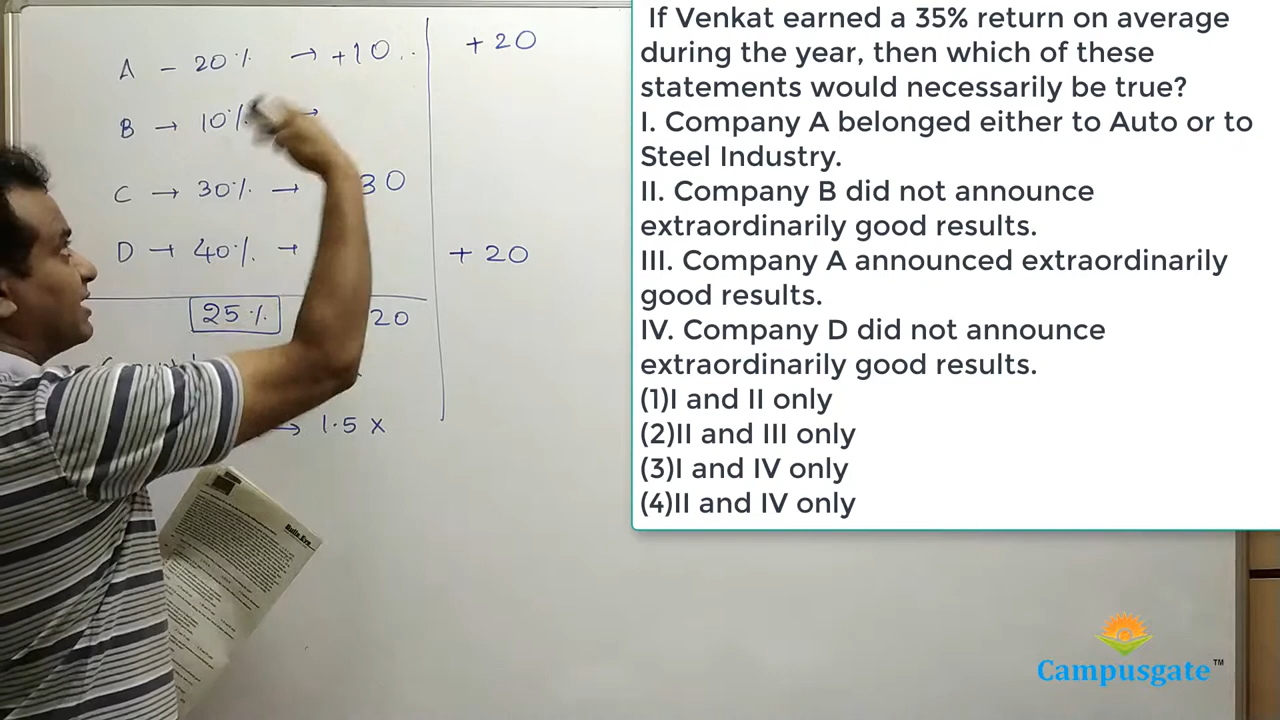 A - 20% → +10 +20
B → 10% →
C → 30% → 30
D → 40% → +20
25% 20
→ 1.5 x
If Venkat earned a 35% return on average
during the year, then which of these
statements would necessarily be true?
I. Company A belonged either to Auto or to
Steel Industry.
II. Company B did not announce
extraordinarily good results.
III. Company A announced extraordinarily
good results.
IV. Company D did not announce
extraordinarily good results.
(1)I and II only
(2)II and III only
(3)I and IV only
(4)II and IV only
Campusgate™